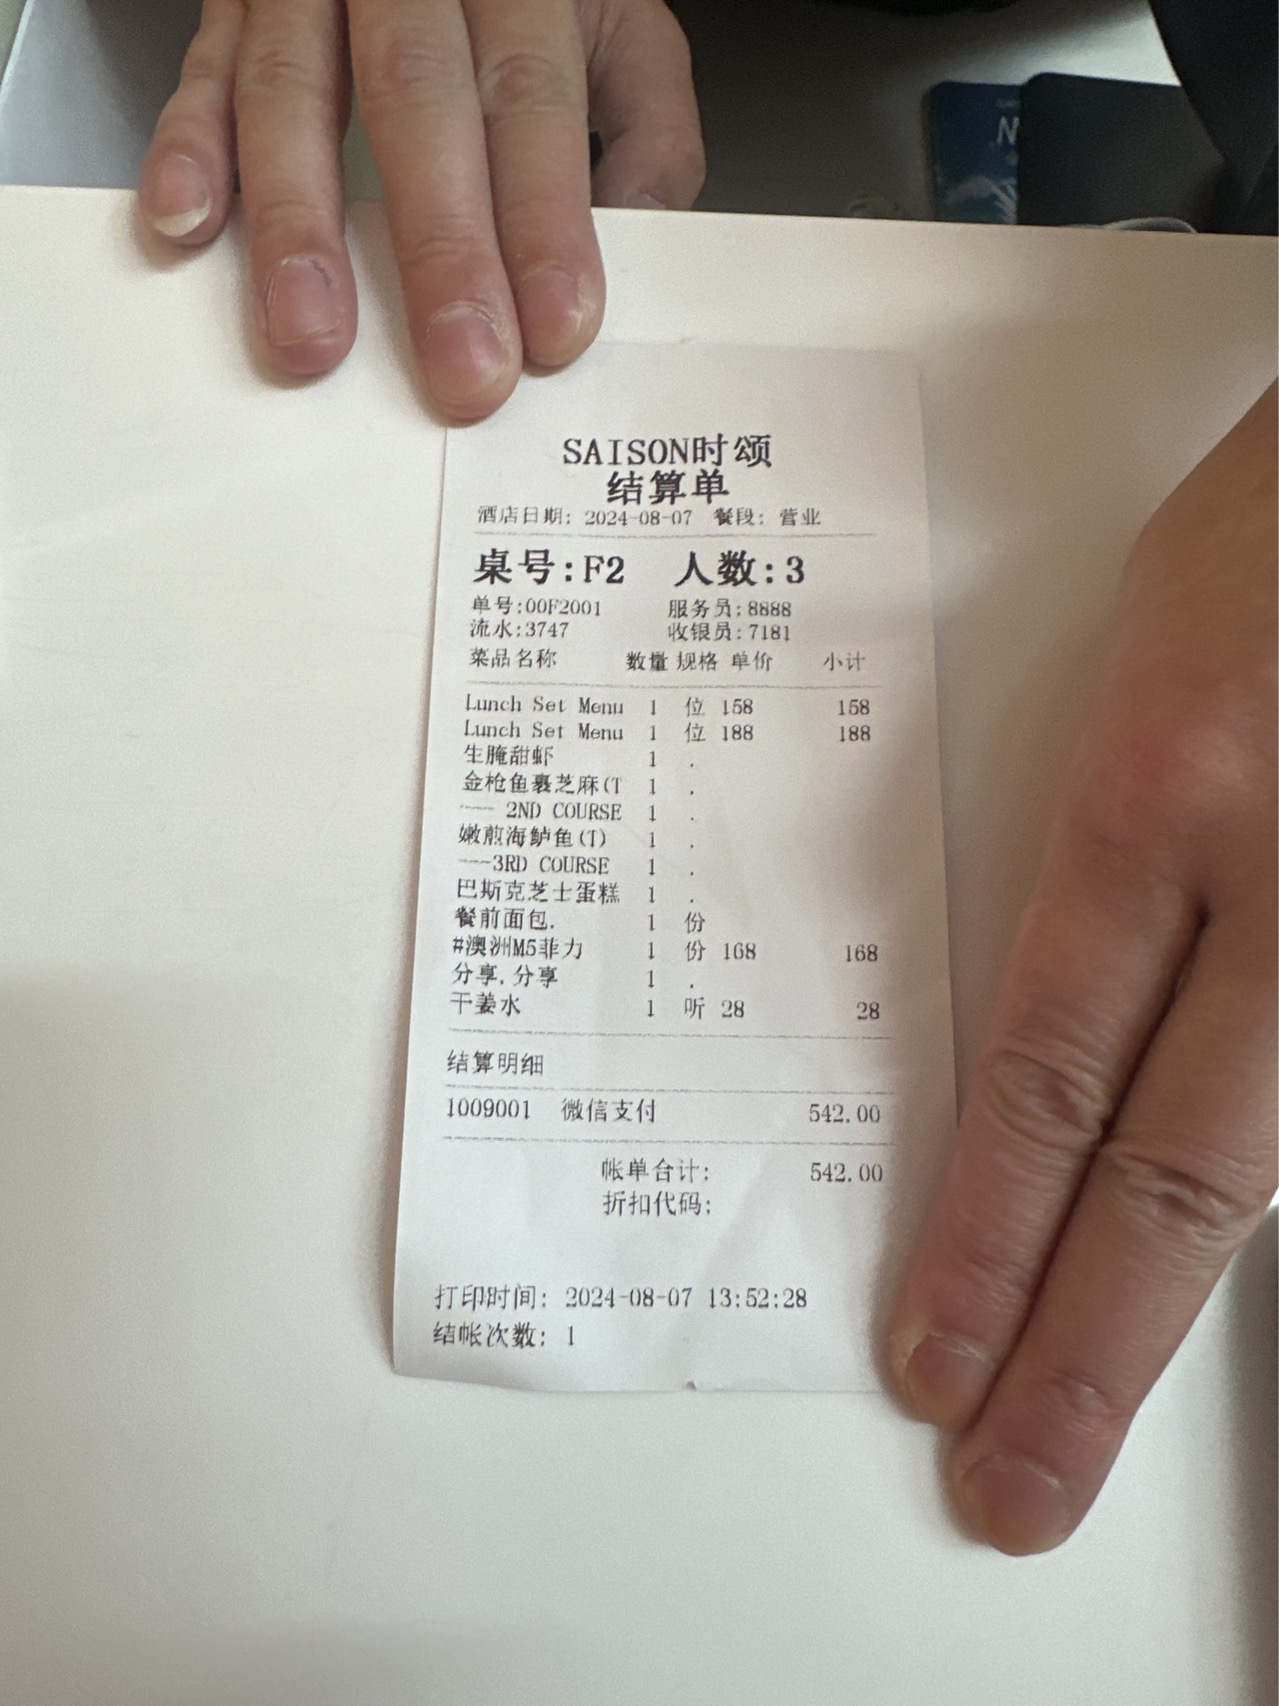 N
SAISON时颂
结算单
酒店日期: 2024-08-07 餐段: 营业
桌号:F2 人数:3
单号:00F2001 服务员:8888
流水:3747 收银员:7181
菜品名称 数量 规格 单价 小计
Lunch Set Menu 1 位 158 158
Lunch Set Menu 1 位 188 188
生腌甜虾 1 .
金枪鱼裹芝麻(T 1 .
---- 2ND COURSE 1 .
嫩煎海鲈鱼(T) 1 .
---3RD COURSE 1 .
巴斯克芝士蛋糕 1 .
餐前面包. 1 份
#澳洲M5菲力 1 份 168 168
分享.分享 1 .
干姜水 1 听 28 28
结算明细
1009001 微信支付 542.00
帐单合计: 542.00
折扣代码:
打印时间: 2024-08-07 13:52:28
结帐次数: 1